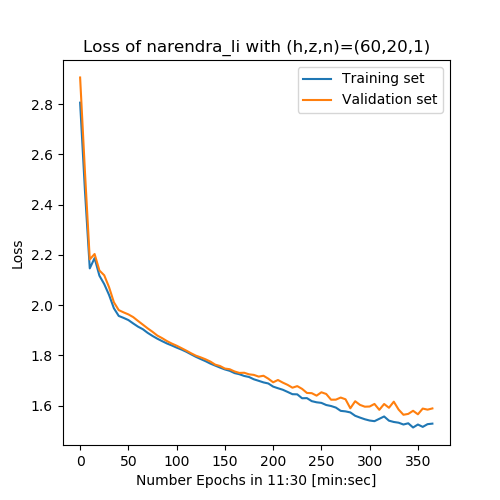 Loss of narendra_li with (h,z,n)=(60,20,1)
Training set
Validation set
Loss
2.8
2.6
2.4
2.2
2.0
1.8
1.6
0 50 100 150 200 250 300 350
Number Epochs in 11:30 [min:sec]